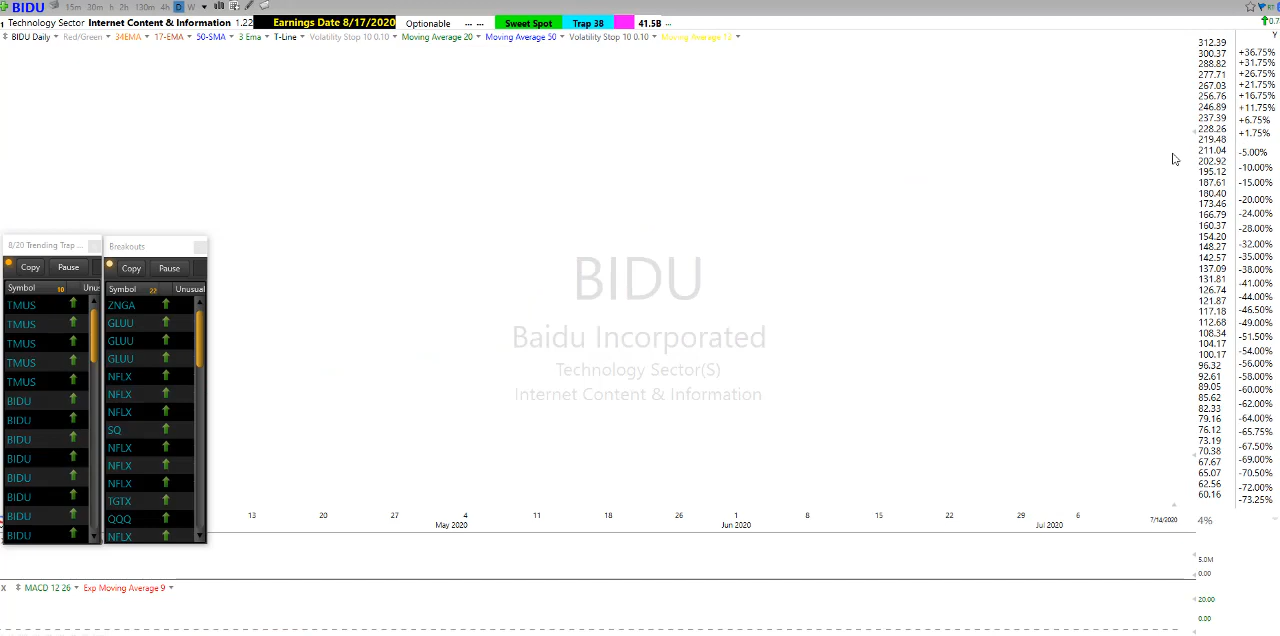 BIDU 15m 30m h 2h 130m 4h D W
1 Technology Sector Internet Content & Information 1.22 Earnings Date 8/17/2020 Optionable --- --- Sweet Spot Trap 38 41.5B ...
BIDU Daily Red/Green 34EMA 17-EMA 50-SMA 3 Ema T-Line Volatility Stop 10 0.10 Moving Average 20 Moving Average 50 Volatility Stop 10 0.10 Moving Average 12
Y
312.39
300.37
288.82
277.71
267.03
256.76
246.89
237.39
228.26
219.48
211.04
202.92
195.12
187.61
180.40
173.46
166.79
160.37
154.20
148.27
142.57
137.09
131.81
126.74
121.87
117.18
112.68
108.34
104.17
100.17
96.32
92.61
89.05
85.62
82.33
79.16
76.12
73.19
70.38
67.67
65.07
62.56
60.16
+36.75%
+31.75%
+26.75%
+21.75%
+16.75%
+11.75%
+6.75%
+1.75%
-5.00%
-10.00%
-15.00%
-20.00%
-24.00%
-28.00%
-32.00%
-35.00%
-38.00%
-41.00%
-44.00%
-46.50%
-49.00%
-51.50%
-54.00%
-56.00%
-58.00%
-60.00%
-62.00%
-64.00%
-65.75%
-67.50%
-69.00%
-70.50%
-72.00%
-73.25%
BIDU
Baidu Incorporated
Technology Sector(S)
Internet Content & Information
8/20 Trending Trap ...
Copy Pause
Symbol 10 Unu
TMUS
TMUS
TMUS
TMUS
TMUS
BIDU
BIDU
BIDU
BIDU
BIDU
BIDU
BIDU
BIDU
Breakouts
Copy Pause
Symbol 22 Unusual
ZNGA
GLUU
GLUU
GLUU
NFLX
NFLX
NFLX
SQ
NFLX
NFLX
NFLX
TGTX
QQQ
NFLX
13 20 27 4 11 18 26 1 8 15 22 29 6
May 2020 Jun 2020 Jul 2020 7/14/2020
4%
5.0M
0.00
X MACD 12 26 Exp Moving Average 9
20.00
0.00